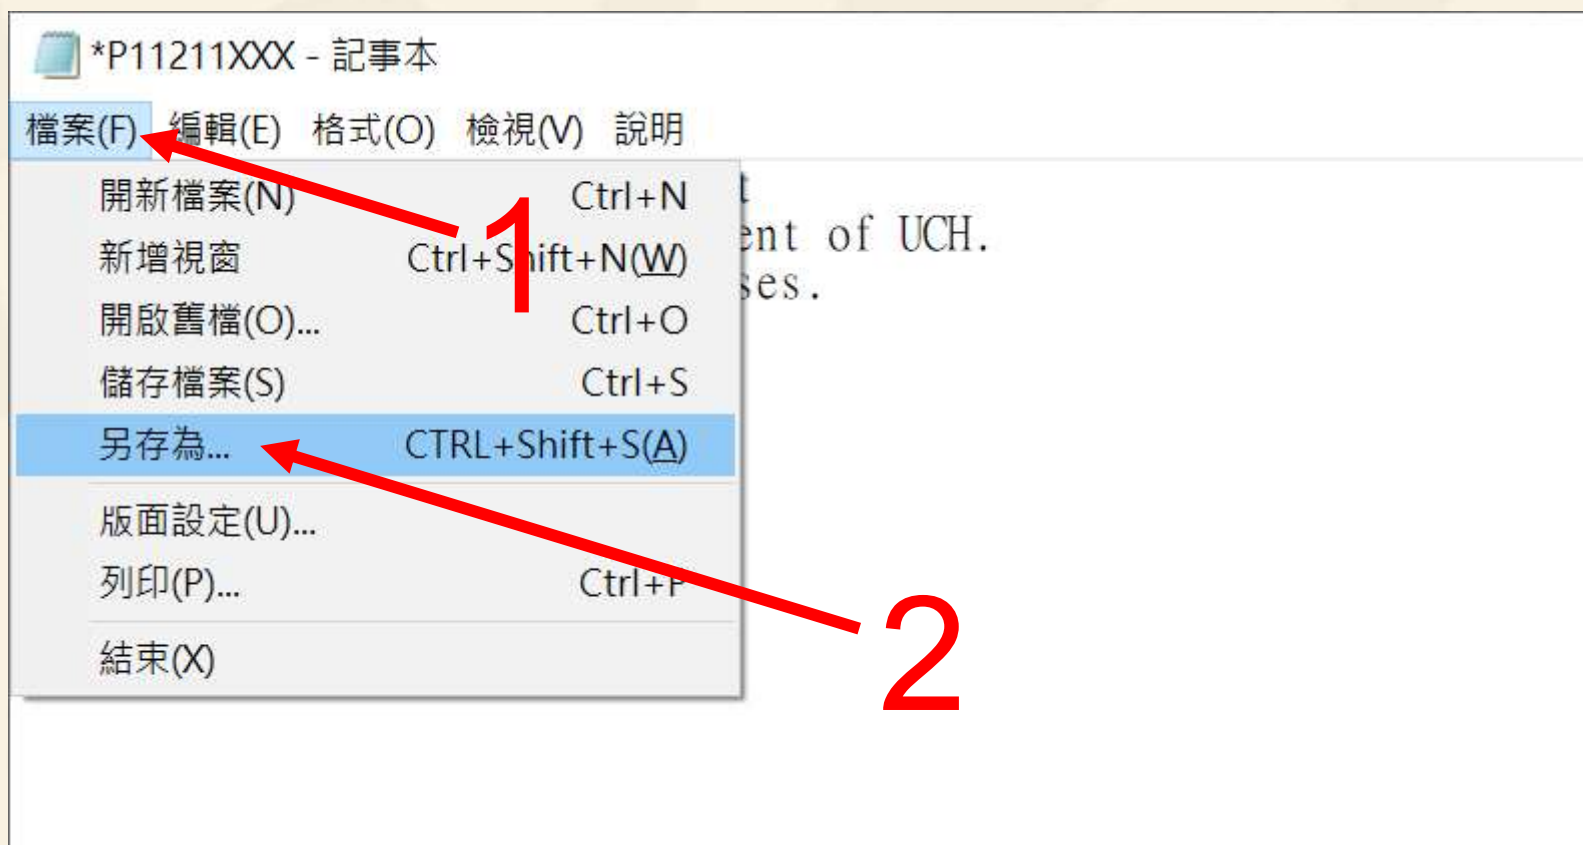 *P11211XXX - 記事本
檔案(F) 編輯(E) 格式(O) 檢視(V) 說明
開新檔案(N) Ctrl+N
新增視窗 Ctrl+Shift+N(W)
開啟舊檔(O)... Ctrl+O
儲存檔案(S) Ctrl+S
另存為... CTRL+Shift+S(A)
版面設定(U)...
列印(P)... Ctrl+P
結束(X)
of UCH.
1
2